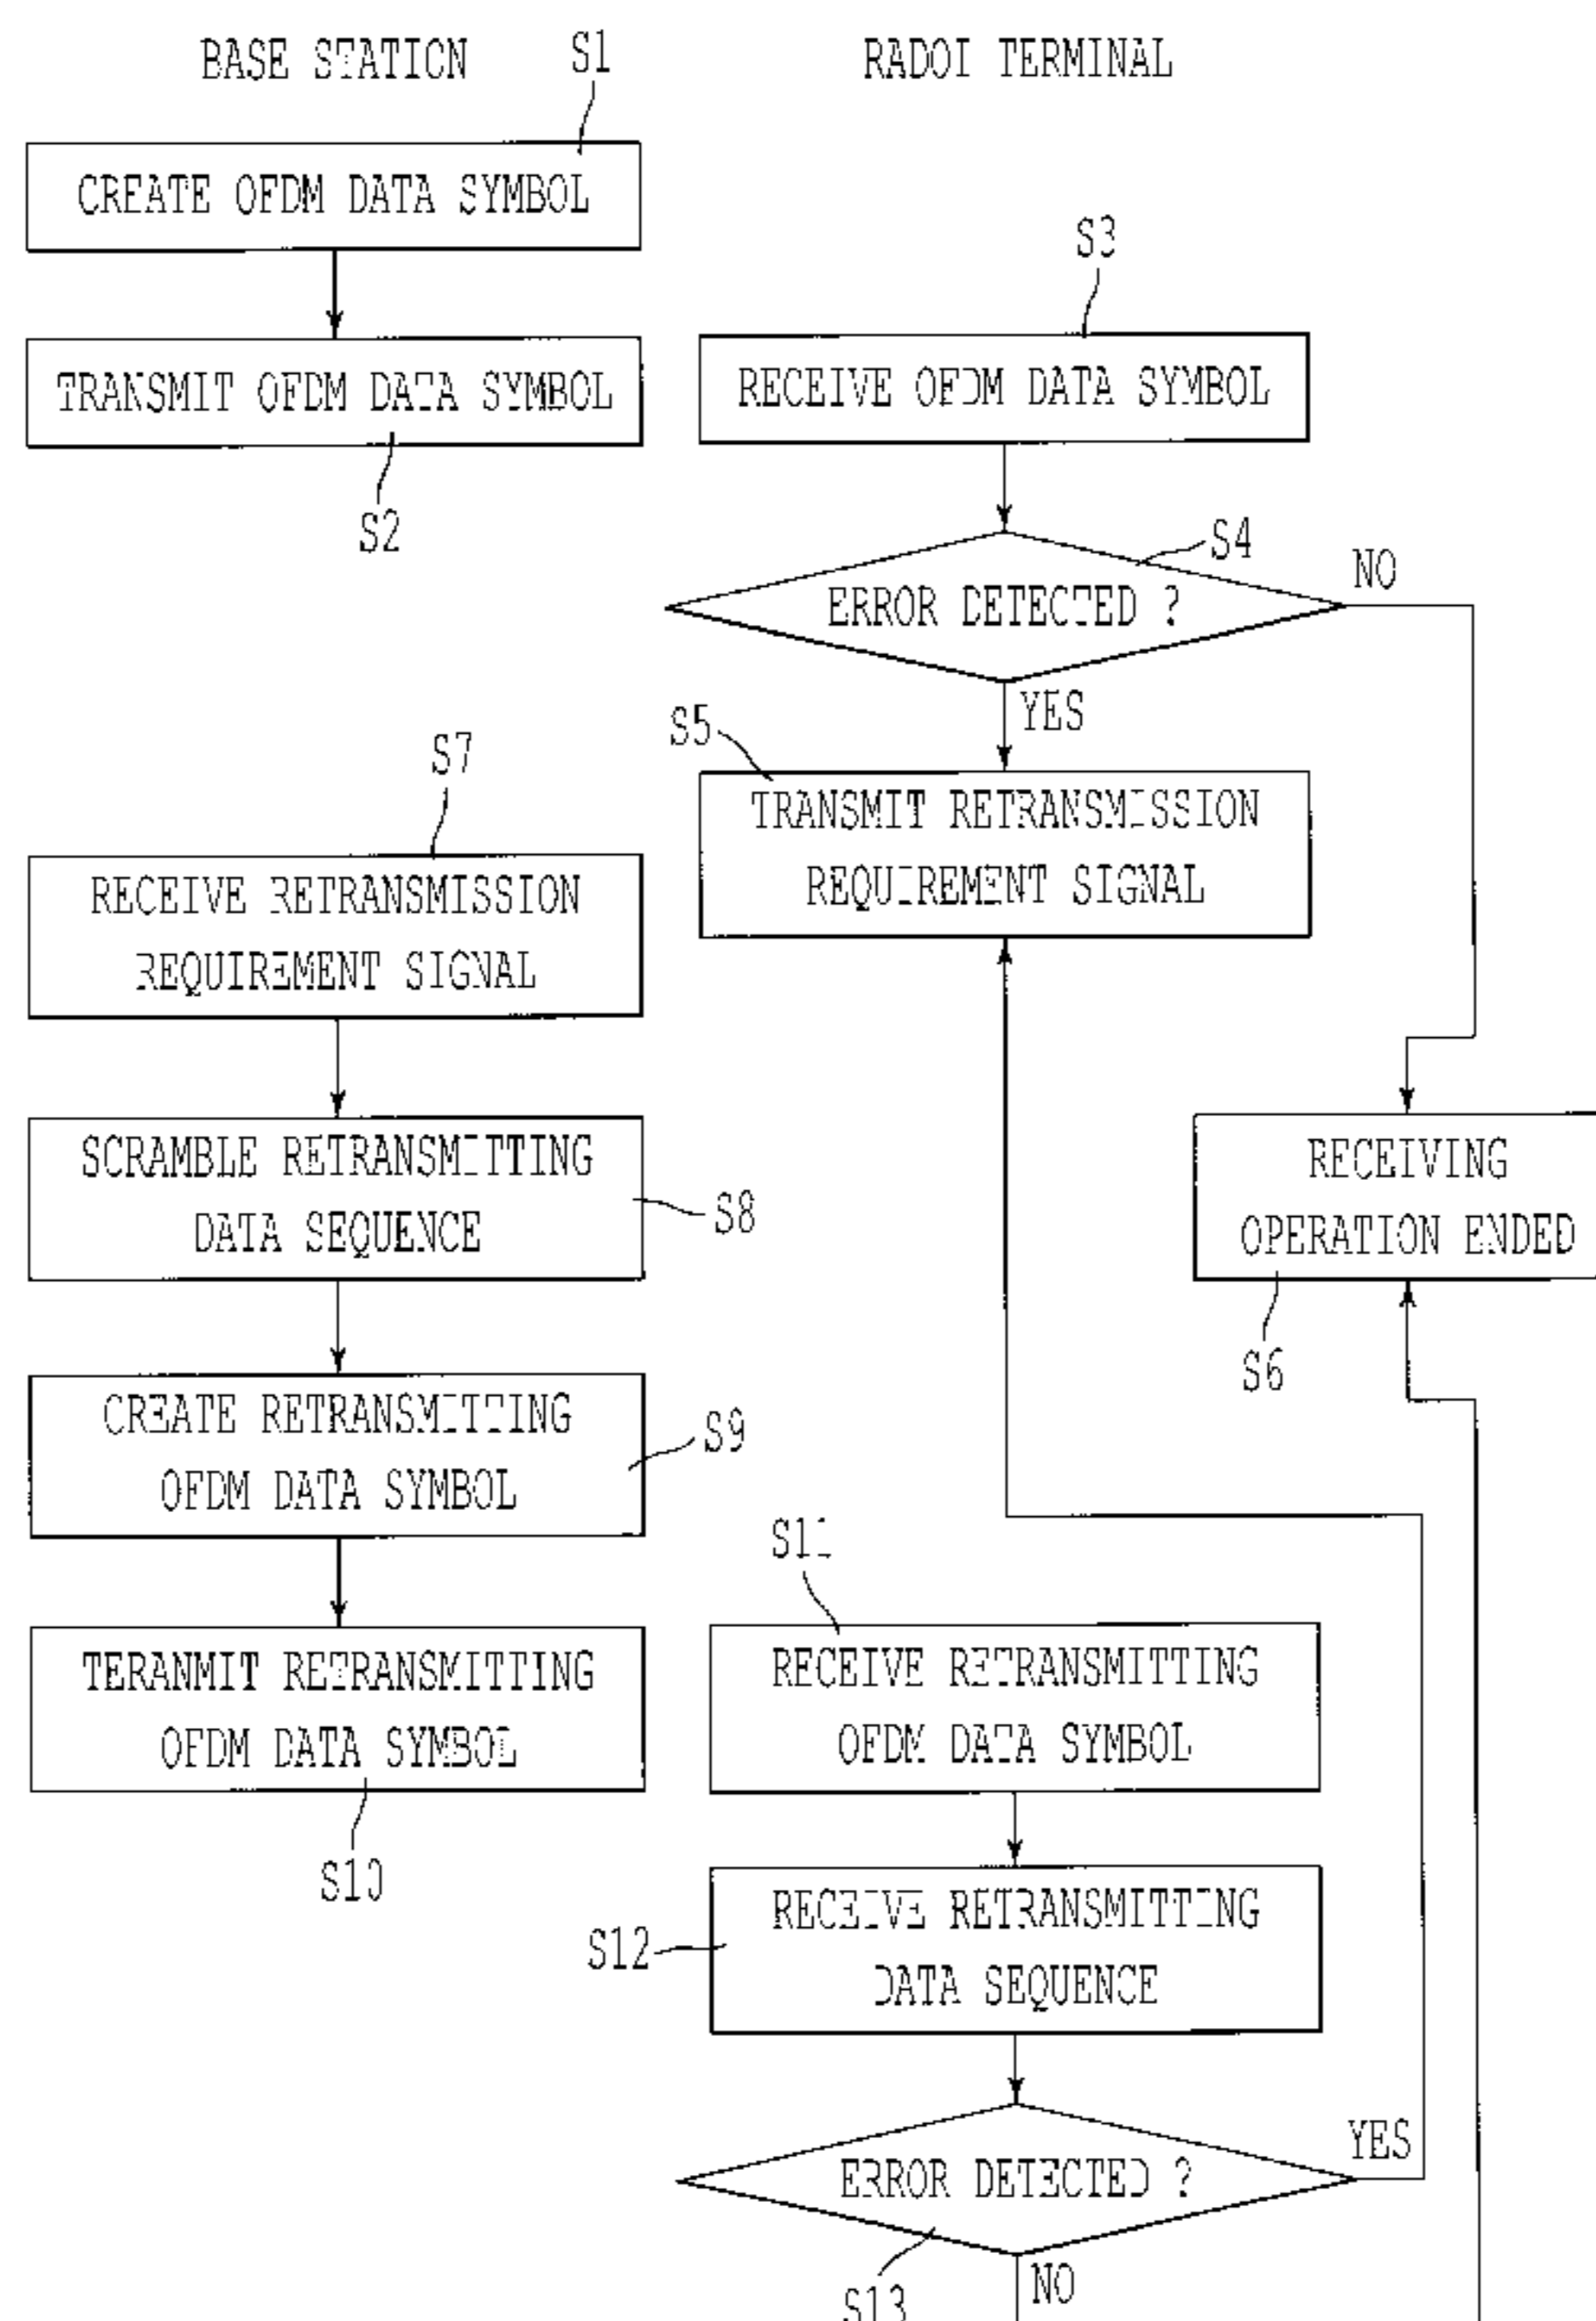 BASE STATION
S1
RADOI TERMINAL
CREATE OFDM DATA SYMBOL
S3
TRANSMIT OFDM DATA SYMBOL
RECEIVE OFDM DATA SYMBOL
S2
S4
NO
ERROR DETECTED ?
YES
S5
S7
TRANSMIT RETRANSMISSION
REQUIREMENT SIGNAL
RECEIVE RETRANSMISSION
REQUIREMENT SIGNAL
SCRAMBLE RETRANSMITTING
DATA SEQUENCE
S8
RECEIVING
OPERATION ENDED
S6
CREATE RETRANSMITTING
OFDM DATA SYMBOL
S9
S11
TERANMIT RETRANSMITTING
OFDM DATA SYMBOL
RECEIVE RETRANSMITTING
OFDM DATA SYMBOL
S10
RECEIVE RETRANSMITTING
DATA SEQUENCE
S12
YES
ERROR DETECTED ?
NO
S13